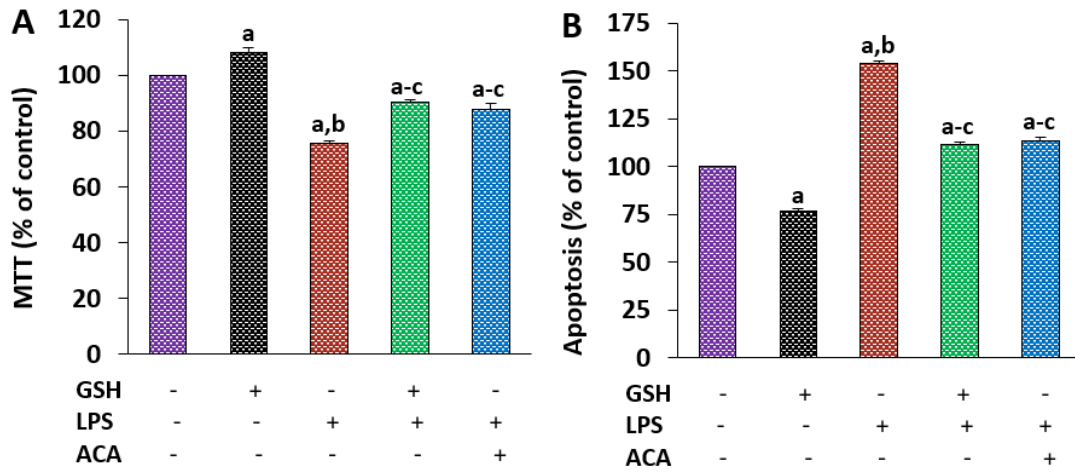 A
MTT (% of control)
120
100
80
60
40
20
0
a
a,b
a-c
a-c
GSH - + - + -
LPS - - + + +
ACA - - - - +
B
Apoptosis (% of control)
175
150
125
100
75
50
25
0
a
a,b
a-c
a-c
GSH - + - + -
LPS - - + + +
ACA - - - - +